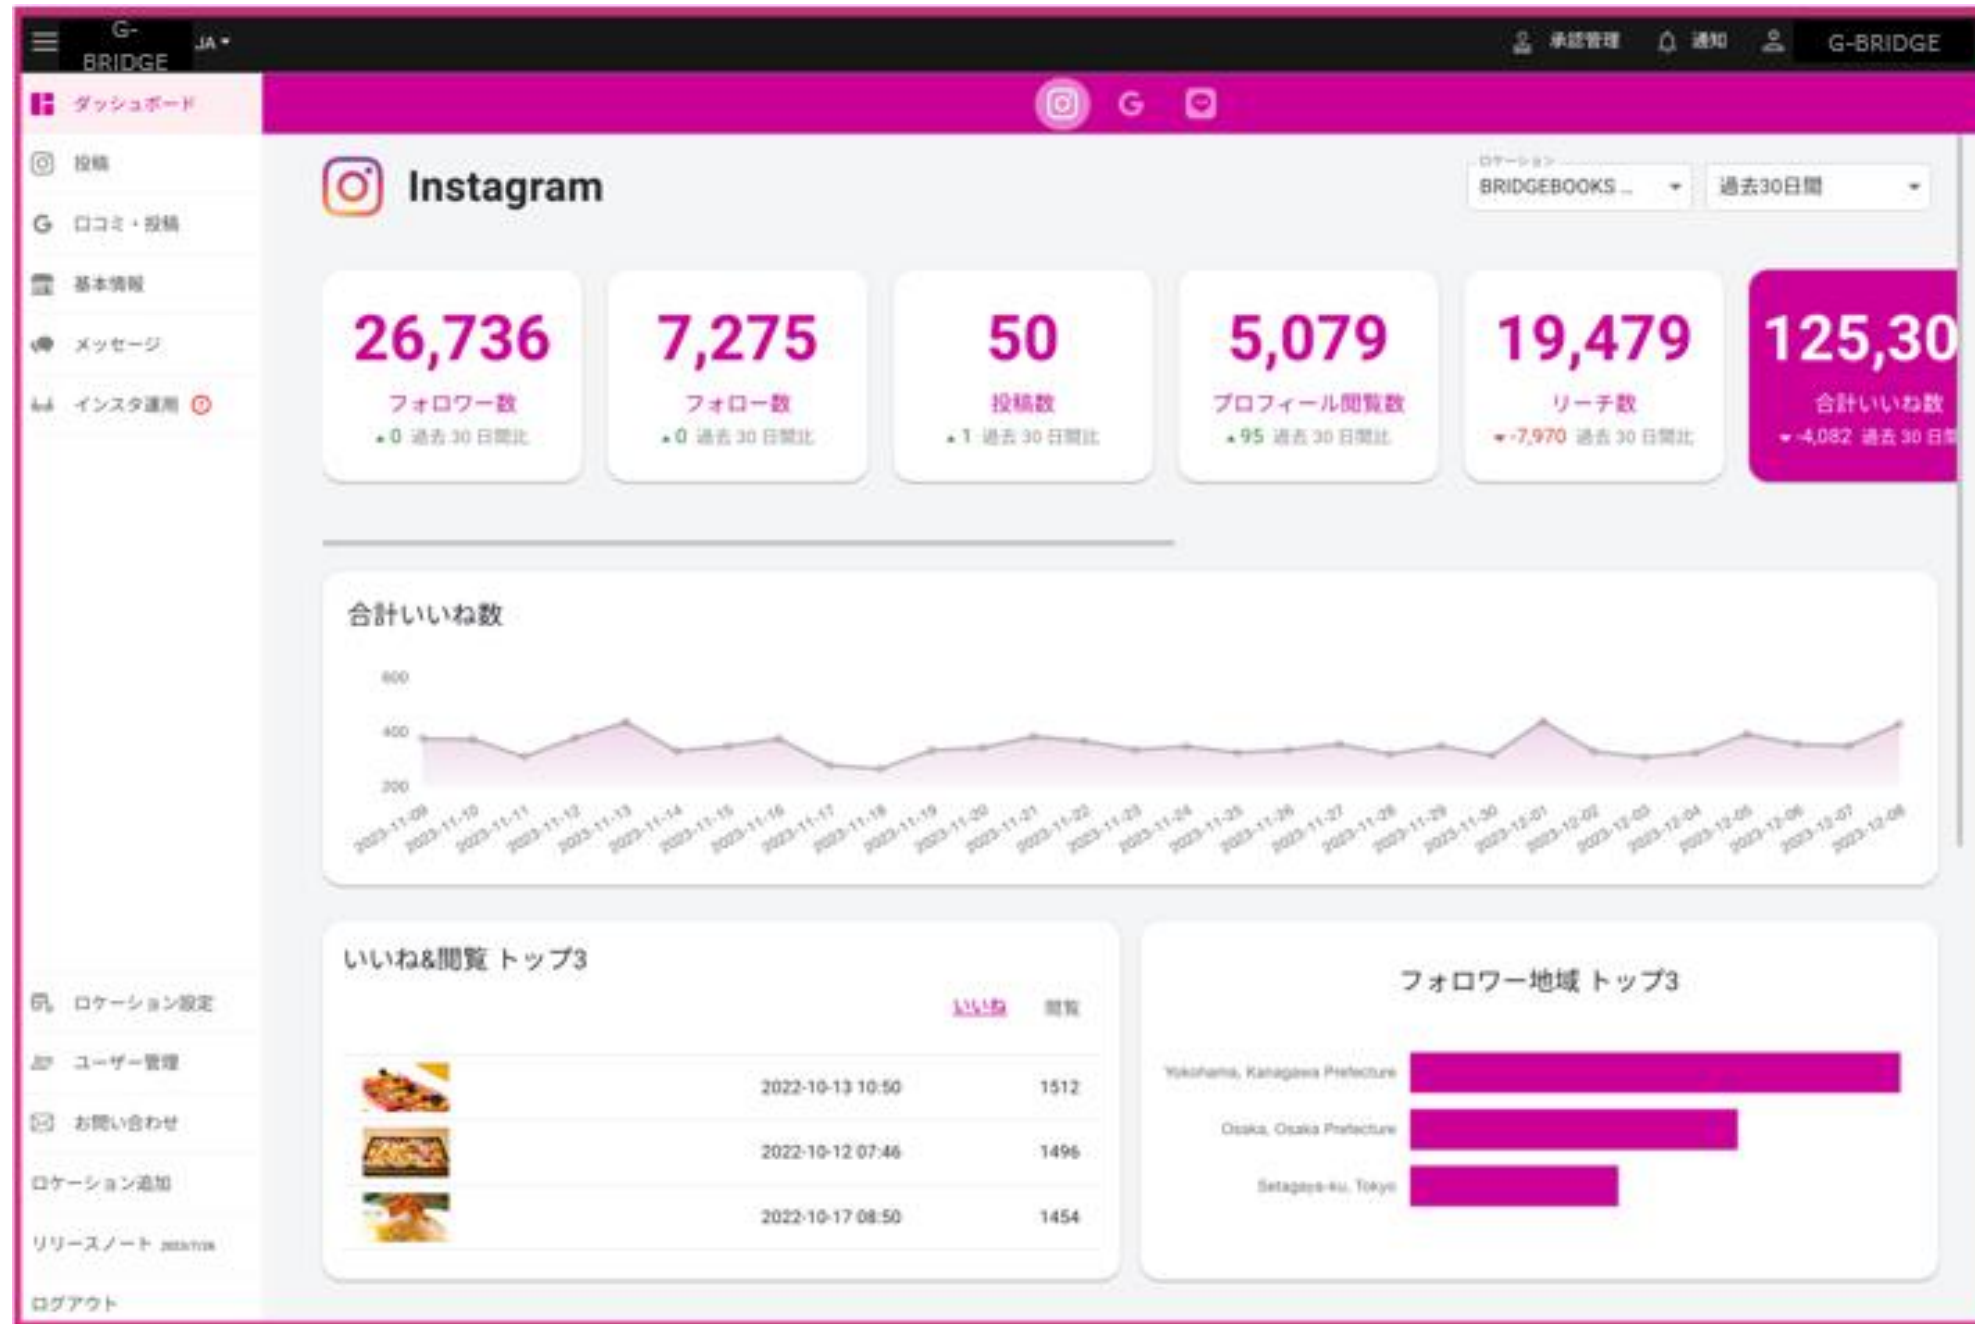 G-
BRIDGE
JA
承認管理
通知
G-BRIDGE
ダッシュボード
投稿
G 口コミ・投稿
基本情報
メッセージ
インスタ運用
ロケーション設定
ユーザー管理
お問い合わせ
ロケーション追加
リリースノート
ログアウト
G
Instagram
ロケーション
BRIDGEBOOKS ...
過去30日間
26,736
フォロワー数
0 過去 30 日間比
7,275
フォロー数
0 過去 30 日間比
50
投稿数
1 過去 30 日間比
5,079
プロフィール閲覧数
95 過去 30 日間比
19,479
リーチ数
-7,970 過去 30 日間比
125,30
合計いいね数
-4,082 過去 30 日間
合計いいね数
600
400
200
2023-11-09
2023-11-10
2023-11-11
2023-11-12
2023-11-13
2023-11-14
2023-11-15
2023-11-16
2023-11-17
2023-11-18
2023-11-19
2023-11-20
2023-11-21
2023-11-22
2023-11-23
2023-11-24
2023-11-25
2023-11-26
2023-11-27
2023-11-28
2023-11-29
2023-11-30
2023-12-01
2023-12-02
2023-12-03
2023-12-04
2023-12-05
2023-12-06
2023-12-07
2023-12-08
いいね&閲覧 トップ3
いいね 閲覧
2022-10-13 10:50 1512
2022-10-12 07:46 1496
2022-10-17 08:50 1454
フォロワー地域 トップ3
Yokohama, Kanagawa Prefecture
Osaka, Osaka Prefecture
Setagaya-ku, Tokyo